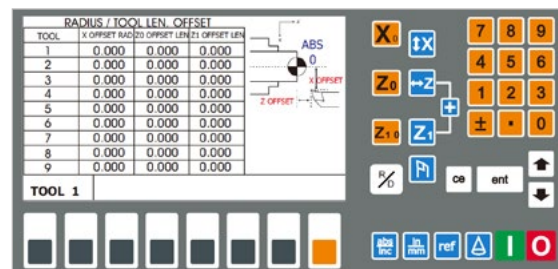 RADIUS / TOOL LEN. OFFSET
TOOL X OFFSET RAD Z0 OFFSET LEN Z1 OFFSET LEN
1 0.000 0.000 0.000
2 0.000 0.000 0.000
3 0.000 0.000 0.000
4 0.000 0.000 0.000
5 0.000 0.000 0.000
6 0.000 0.000 0.000
7 0.000 0.000 0.000
8 0.000 0.000 0.000
9 0.000 0.000 0.000
ABS
0
X OFFSET
Z OFFSET
TOOL 1
X0 ↕X
Z0 ↔Z
+
Z10 Z1
7 8 9
4 5 6
1 2 3
± . 0
R/D
ce ent
abs/inc in/mm ref I O